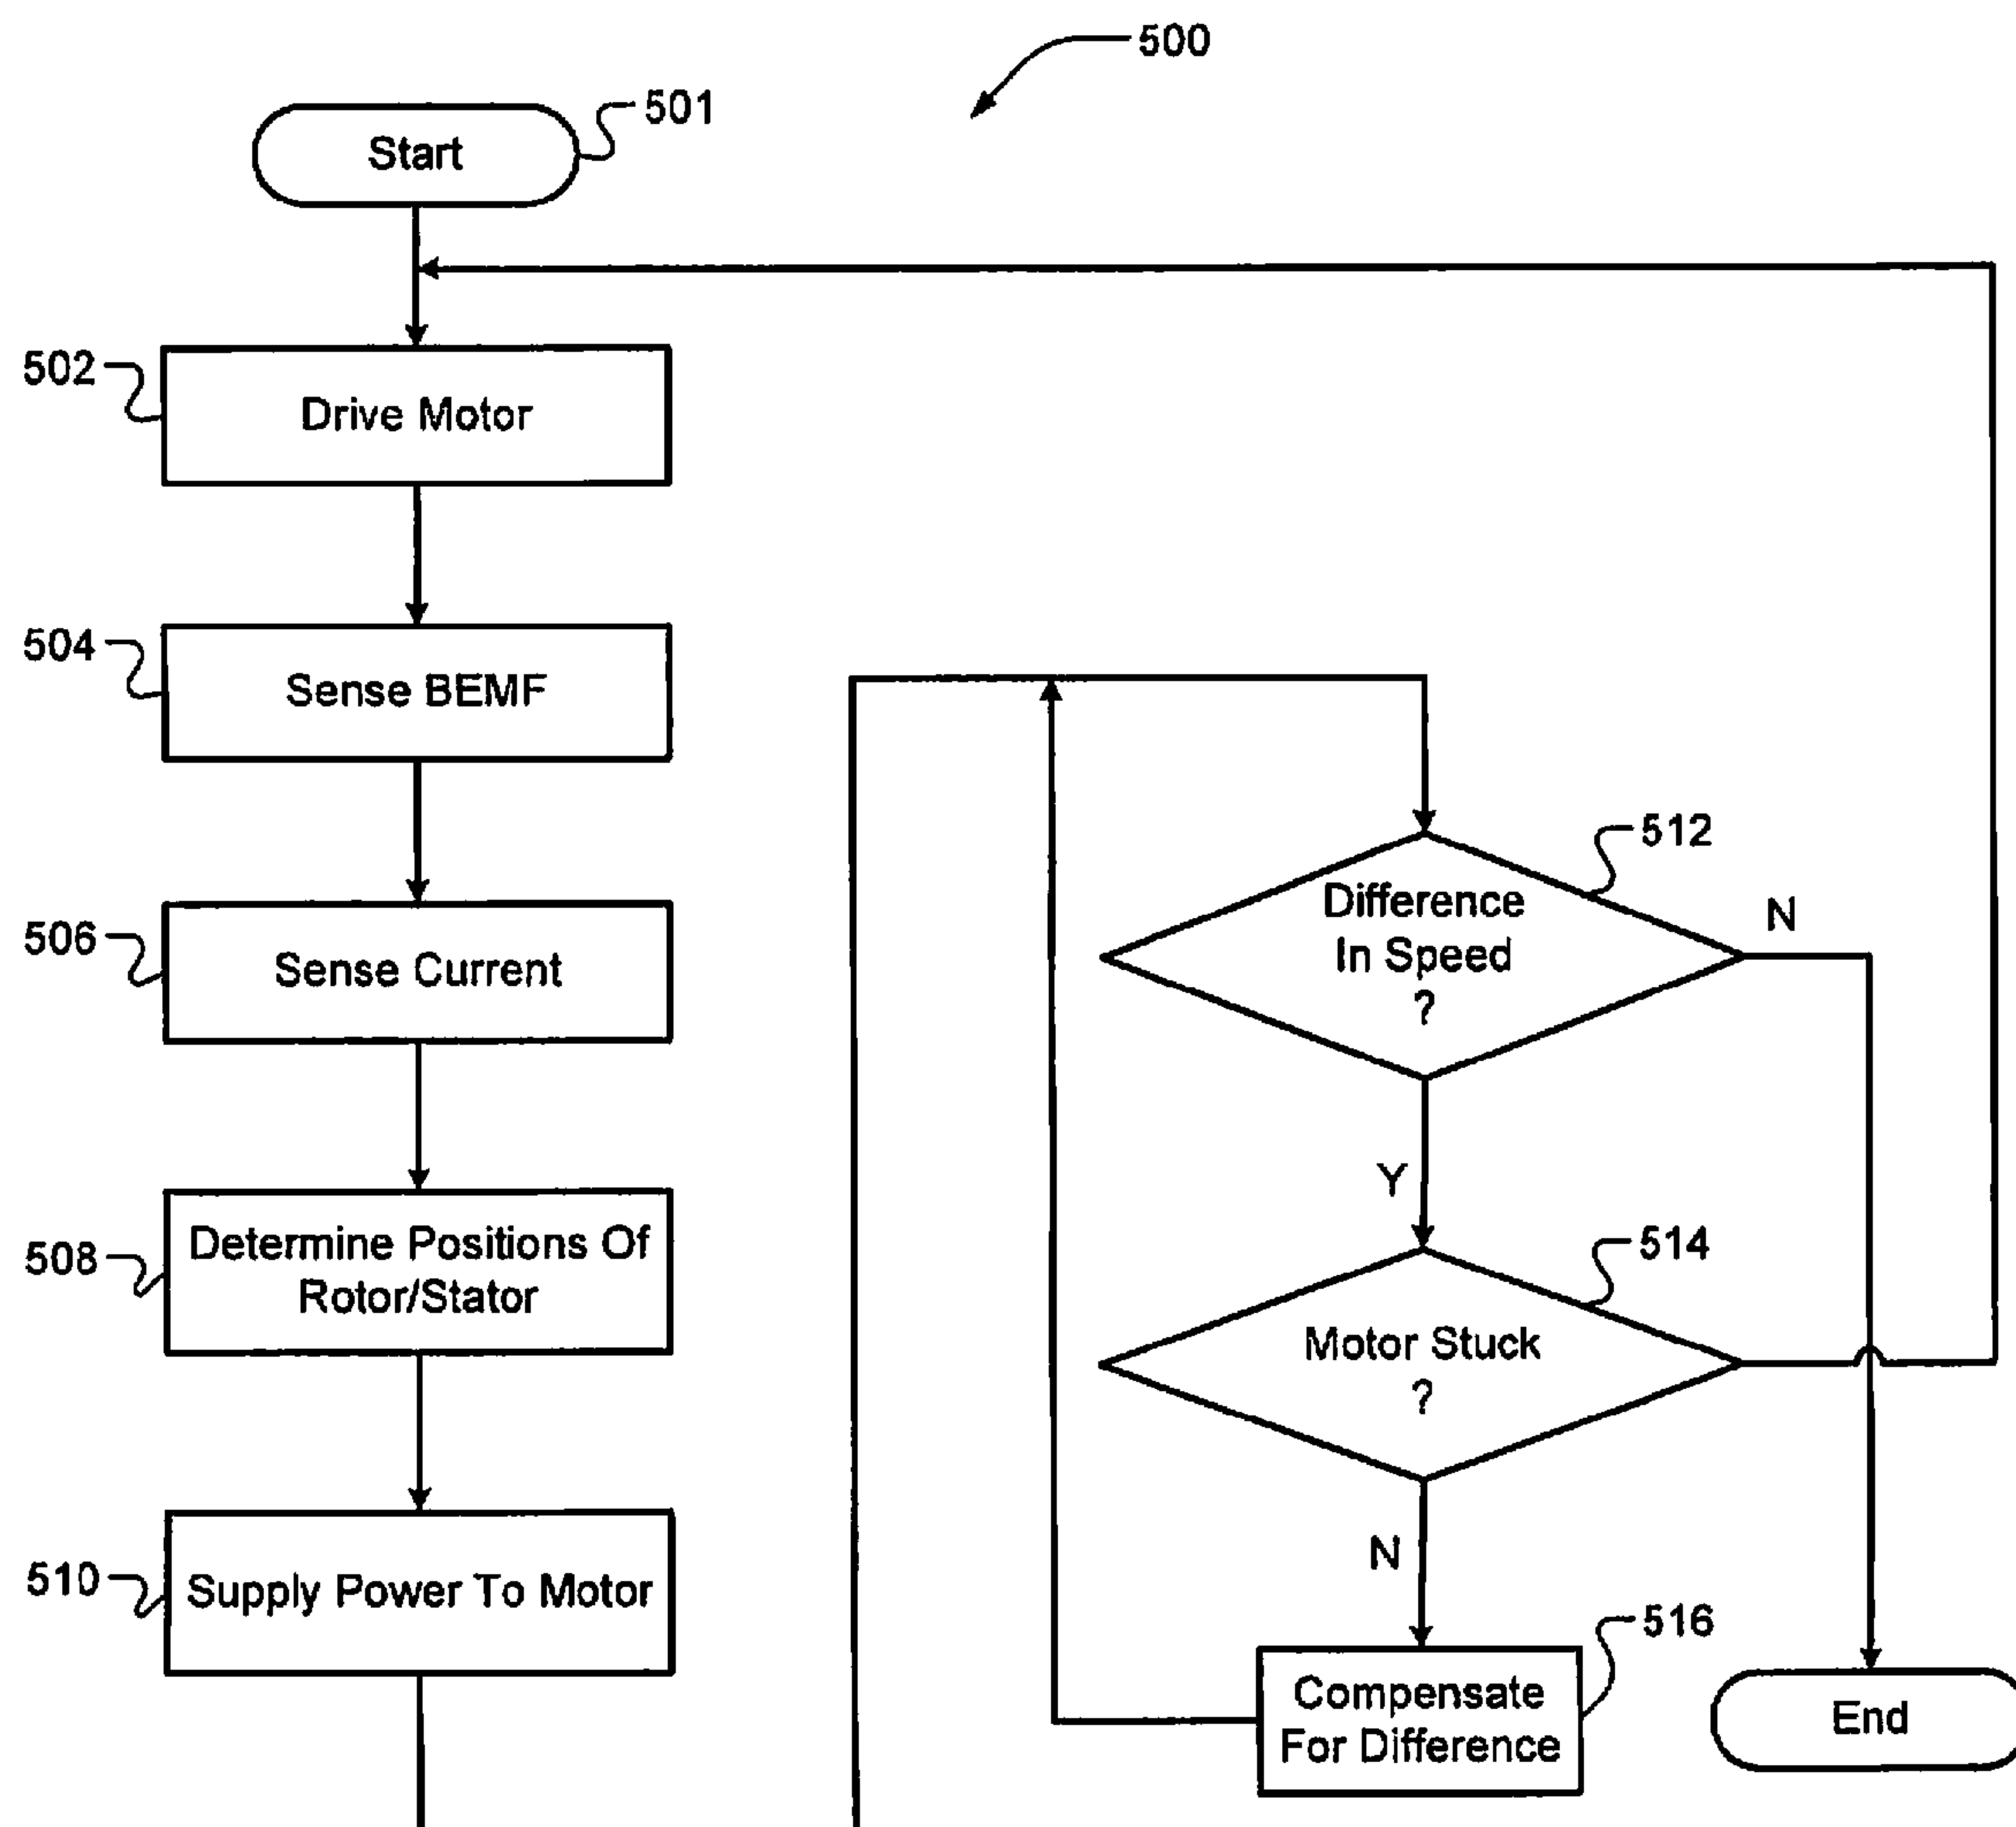 500
501
Start
502
Drive Motor
504
Sense BEMF
506
Sense Current
508
Determine Positions Of
Rotor/Stator
510
Supply Power To Motor
512
Difference
In Speed
?
N
Y
514
Motor Stuck
?
N
516
Compensate
For Difference
End